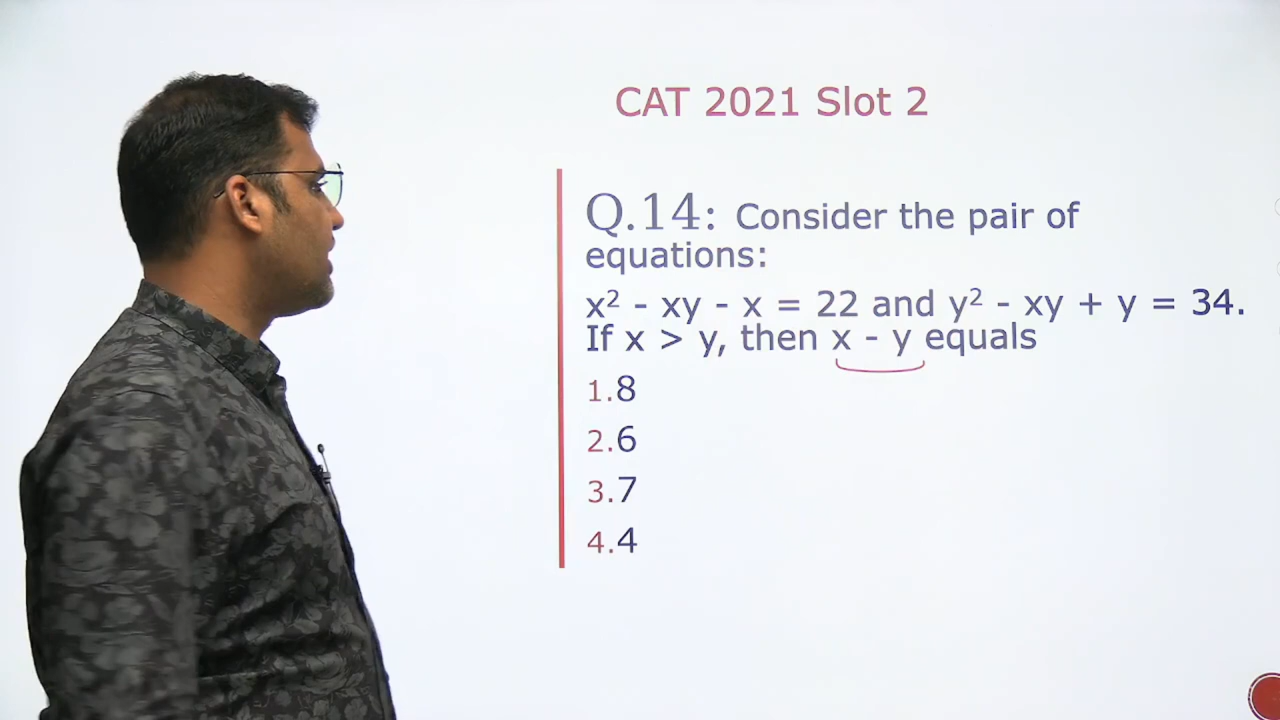 CAT 2021 Slot 2
Q.14: Consider the pair of
equations:
x² - xy - x = 22 and y² - xy + y = 34.
If x > y, then x - y equals
1.8
2.6
3.7
4.4